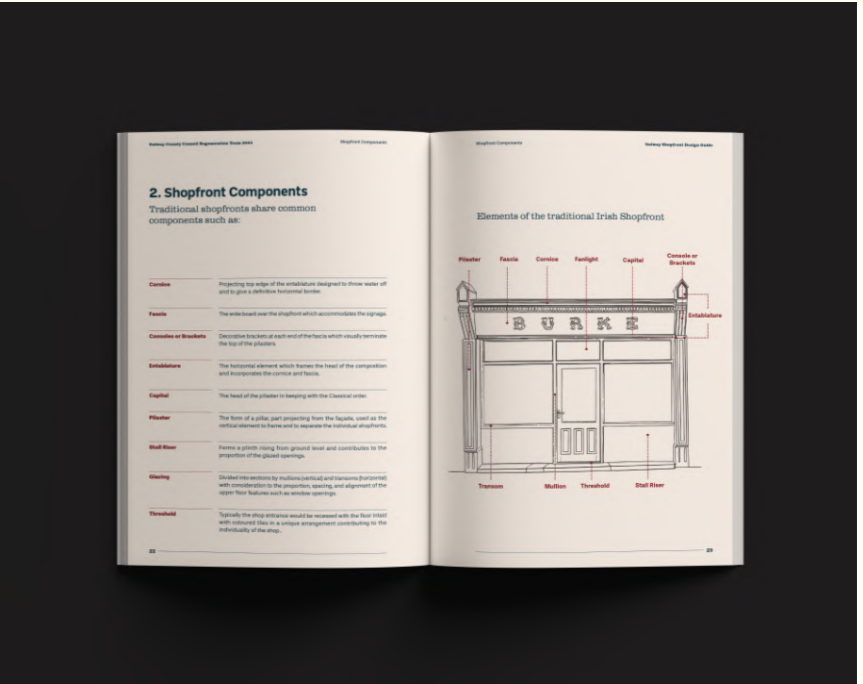 Galway County Council Regeneration Team 2023
Shopfront Components
2. Shopfront Components
Traditional shopfronts share common
components such as:
Cornice
Projecting top edge of the entablature designed to throw water off
and to give a definitive horizontal border.
Fascia
The wide board over the shopfront which accommodates the signage.
Consoles or Brackets
Decorative brackets at each end of the fascia which visually terminate
the top of the pilasters.
Entablature
The horizontal element which frames the head of the composition
and incorporates the cornice and fascia.
Capital
The head of the pilaster in keeping with the Classical order.
Pilaster
The form of a pillar, part projecting from the façade, used as the
vertical element to frame and to separate the individual shopfronts.
Stall Riser
Forms a plinth rising from ground level and contributes to the
proportion of the glazed openings.
Glazing
Divided into sections by mullions (vertical) and transoms (horizontal)
with consideration to the proportion, spacing, and alignment of the
upper floor features such as window openings.
Threshold
Typically the shop entrance would be recessed with the floor inlaid
with coloured tiles in a unique arrangement contributing to the
individuality of the shop.
22
Shopfront Components
Galway Shopfront Design Guide
Elements of the traditional Irish Shopfront
Pilaster
Fascia
Cornice
Fanlight
Capital
Console or
Brackets
Entablature
BURKE
Transom
Mullion
Threshold
Stall Riser
23